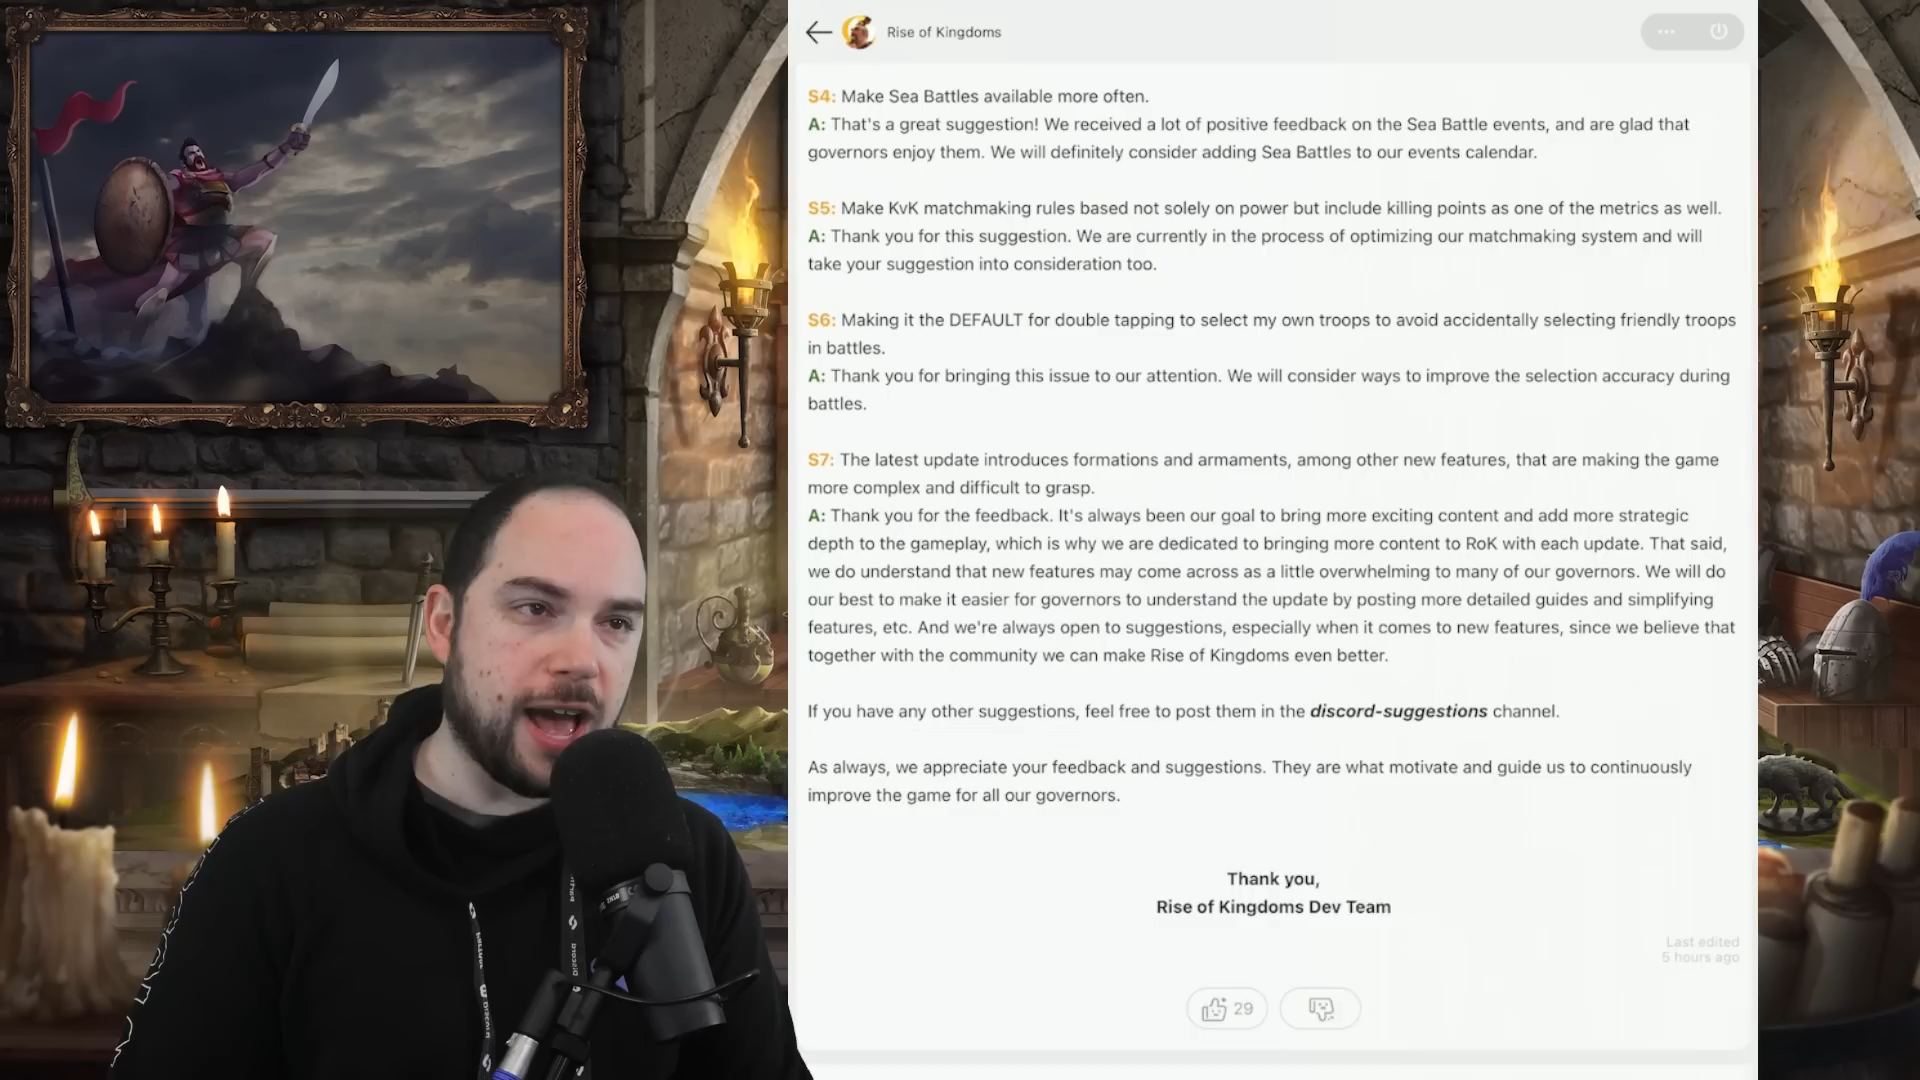 Rise of Kingdoms
S4: Make Sea Battles available more often.
A: That's a great suggestion! We received a lot of positive feedback on the Sea Battle events, and are glad that
governors enjoy them. We will definitely consider adding Sea Battles to our events calendar.
S5: Make KvK matchmaking rules based not solely on power but include killing points as one of the metrics as well.
A: Thank you for this suggestion. We are currently in the process of optimizing our matchmaking system and will
take your suggestion into consideration too.
S6: Making it the DEFAULT for double tapping to select my own troops to avoid accidentally selecting friendly troops
in battles.
A: Thank you for bringing this issue to our attention. We will consider ways to improve the selection accuracy during
battles.
S7: The latest update introduces formations and armaments, among other new features, that are making the game
more complex and difficult to grasp.
A: Thank you for the feedback. It's always been our goal to bring more exciting content and add more strategic
depth to the gameplay, which is why we are dedicated to bringing more content to RoK with each update. That said,
we do understand that new features may come across as a little overwhelming to many of our governors. We will do
our best to make it easier for governors to understand the update by posting more detailed guides and simplifying
features, etc. And we're always open to suggestions, especially when it comes to new features, since we believe that
together with the community we can make Rise of Kingdoms even better.
If you have any other suggestions, feel free to post them in the discord-suggestions channel.
As always, we appreciate your feedback and suggestions. They are what motivate and guide us to continuously
improve the game for all our governors.
Thank you,
Rise of Kingdoms Dev Team
Last edited
5 hours ago
29